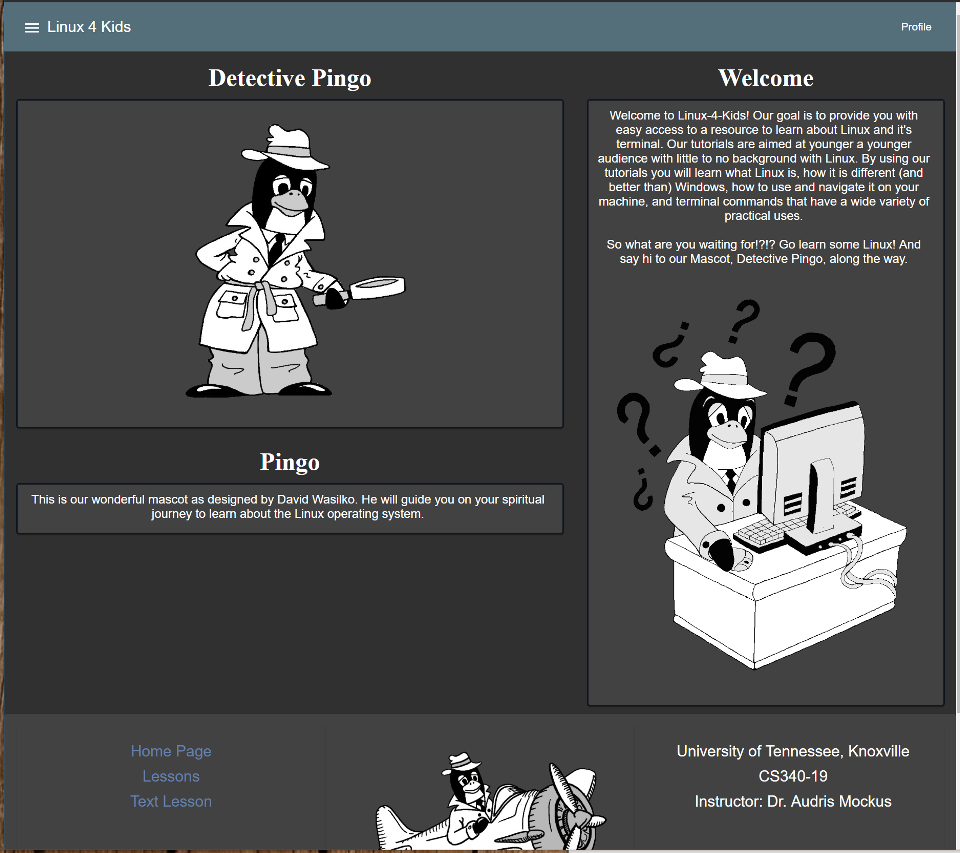 Linux 4 Kids
Profile
Detective Pingo
Pingo
This is our wonderful mascot as designed by David Wasilko. He will guide you on your spiritual
journey to learn about the Linux operating system.
Welcome
Welcome to Linux-4-Kids! Our goal is to provide you with
easy access to a resource to learn about Linux and it's
terminal. Our tutorials are aimed at younger a younger
audience with little to no background with Linux. By using our
tutorials you will learn what Linux is, how it is different (and
better than) Windows, how to use and navigate it on your
machine, and terminal commands that have a wide variety of
practical uses.
So what are you waiting for!?!? Go learn some Linux! And
say hi to our Mascot, Detective Pingo, along the way.
? ? ? ? ?
Home Page
Lessons
Text Lesson
University of Tennessee, Knoxville
CS340-19
Instructor: Dr. Audris Mockus